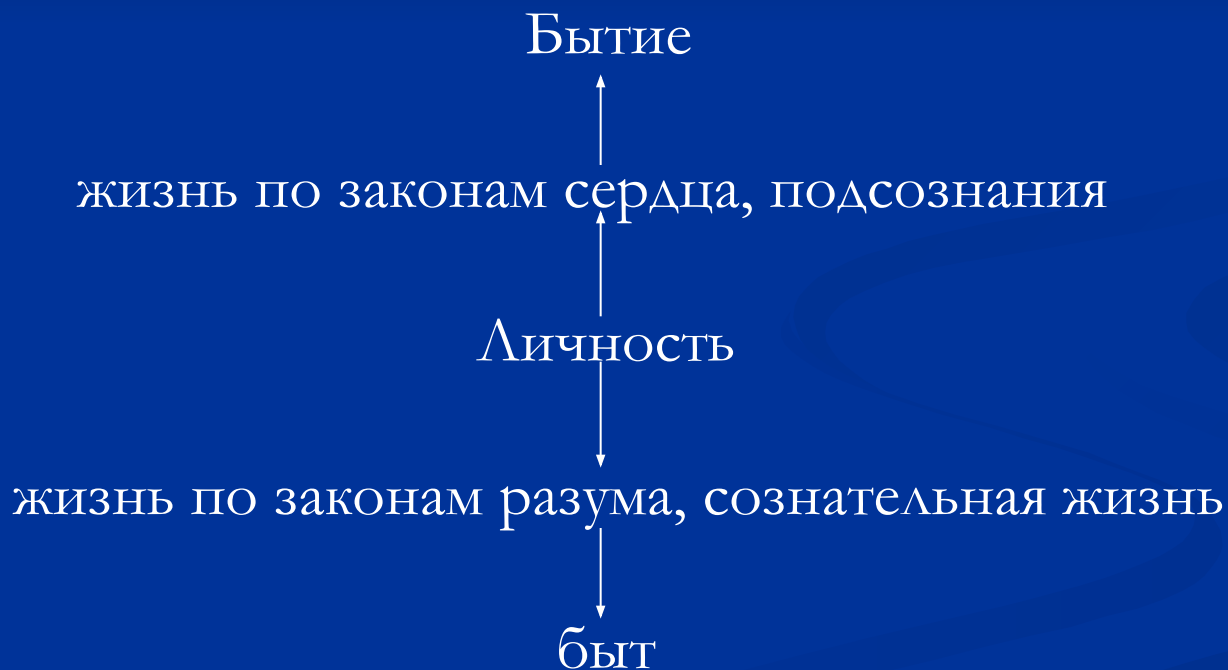 Бытие
жизнь по законам сердца, подсознания
Личность
жизнь по законам разума, сознательная жизнь
быт